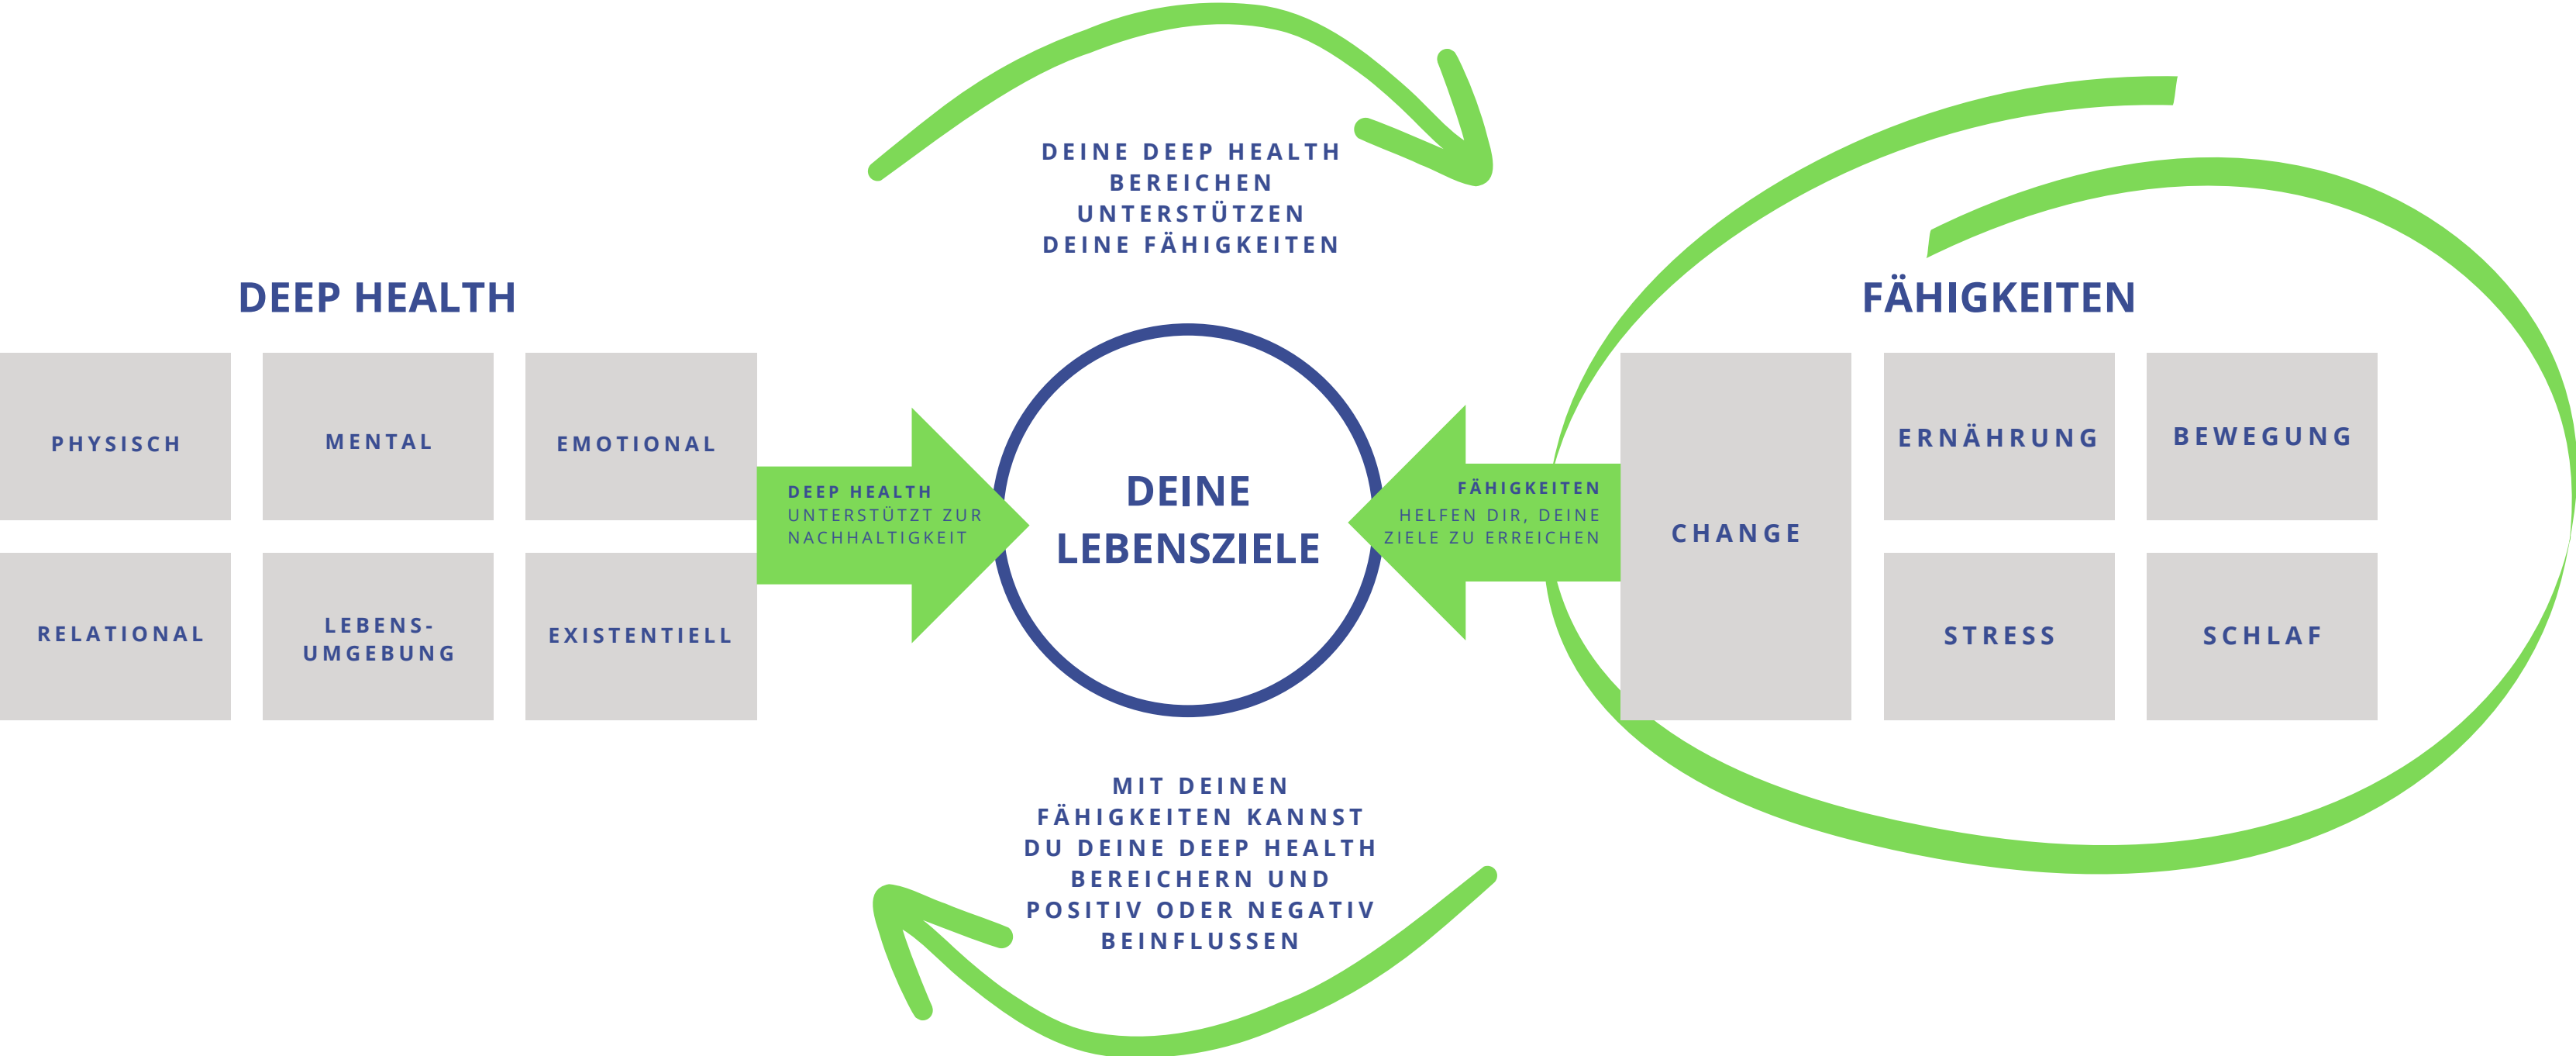 DEINE DEEP HEALTH
BEREICHEN
UNTERSTÜTZEN
DEINE FÄHIGKEITEN
DEEP HEALTH
PHYSISCH
MENTAL
EMOTIONAL
RELATIONAL
LEBENS-
UMGEBUNG
EXISTENTIELL
DEEP HEALTH
UNTERSTÜTZT ZUR
NACHHALTIGKEIT
DEINE
LEBENSZIELE
FÄHIGKEITEN
HELFEN DIR, DEINE
ZIELE ZU ERREICHEN
FÄHIGKEITEN
CHANGE
ERNÄHRUNG
BEWEGUNG
STRESS
SCHLAF
MIT DEINEN
FÄHIGKEITEN KANNST
DU DEINE DEEP HEALTH
BEREICHERN UND
POSITIV ODER NEGATIV
BEINFLUSSEN